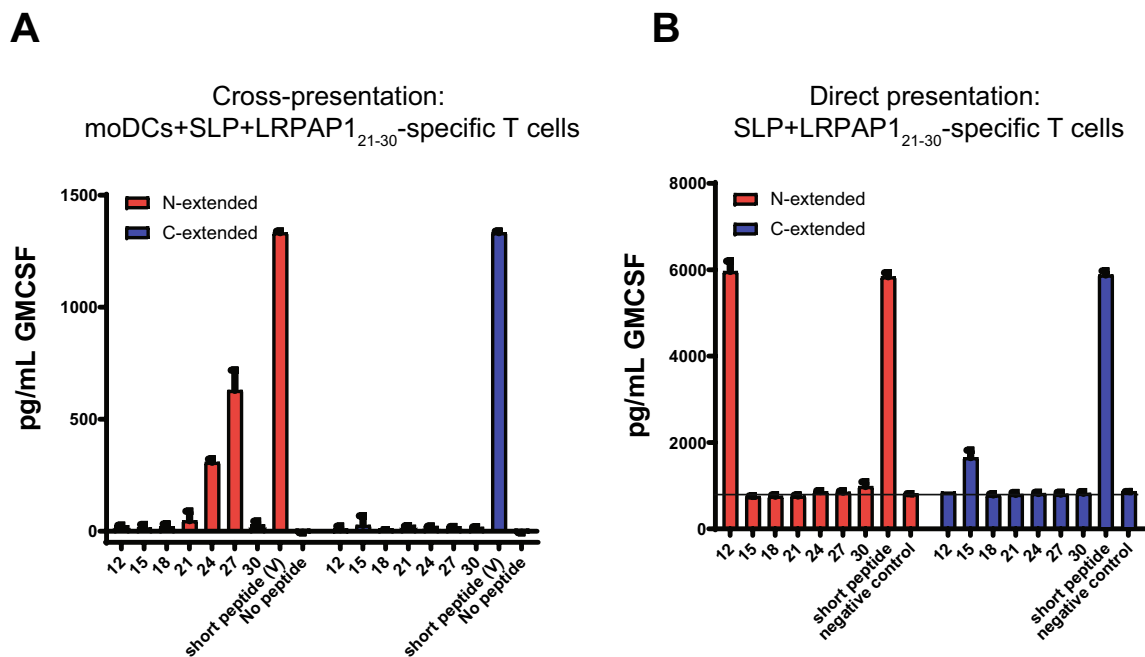 A
Cross-presentation:
moDCs+SLP+LRPAP1₂₁₋₃₀-specific T cells
pg/mL GMCSF
1500
1000
500
0
N-extended
C-extended
12 15 18 21 24 27 30 short peptide (V) No peptide 12 15 18 21 24 27 30 short peptide (V) No peptide
B
Direct presentation:
SLP+LRPAP1₂₁₋₃₀-specific T cells
pg/mL GMCSF
8000
6000
4000
2000
0
N-extended
C-extended
12 15 18 21 24 27 30 short peptide negative control 12 15 18 21 24 27 30 short peptide negative control